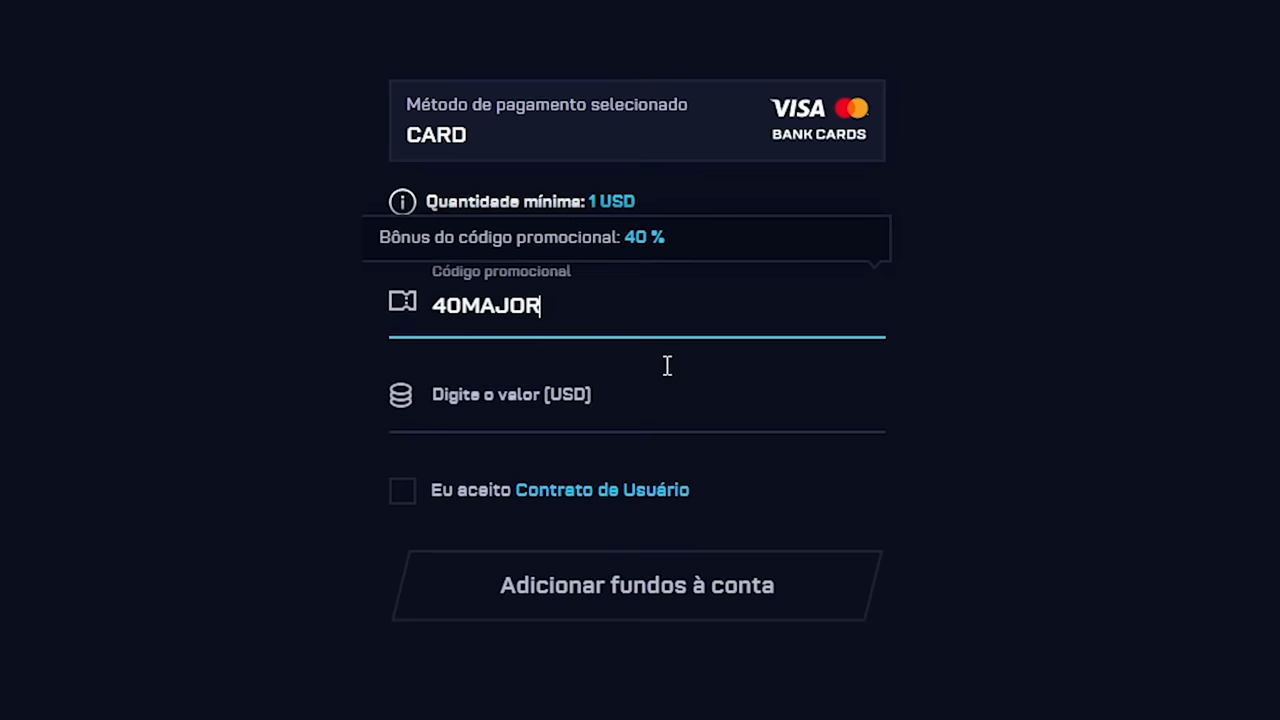 Método de pagamento selecionado
CARD
VISA
BANK CARDS
Quantidade mínima: 1 USD
Bônus do código promocional: 40 %
Código promocional
40MAJOR
Digite o valor (USD)
Eu aceito Contrato de Usuário
Adicionar fundos à conta